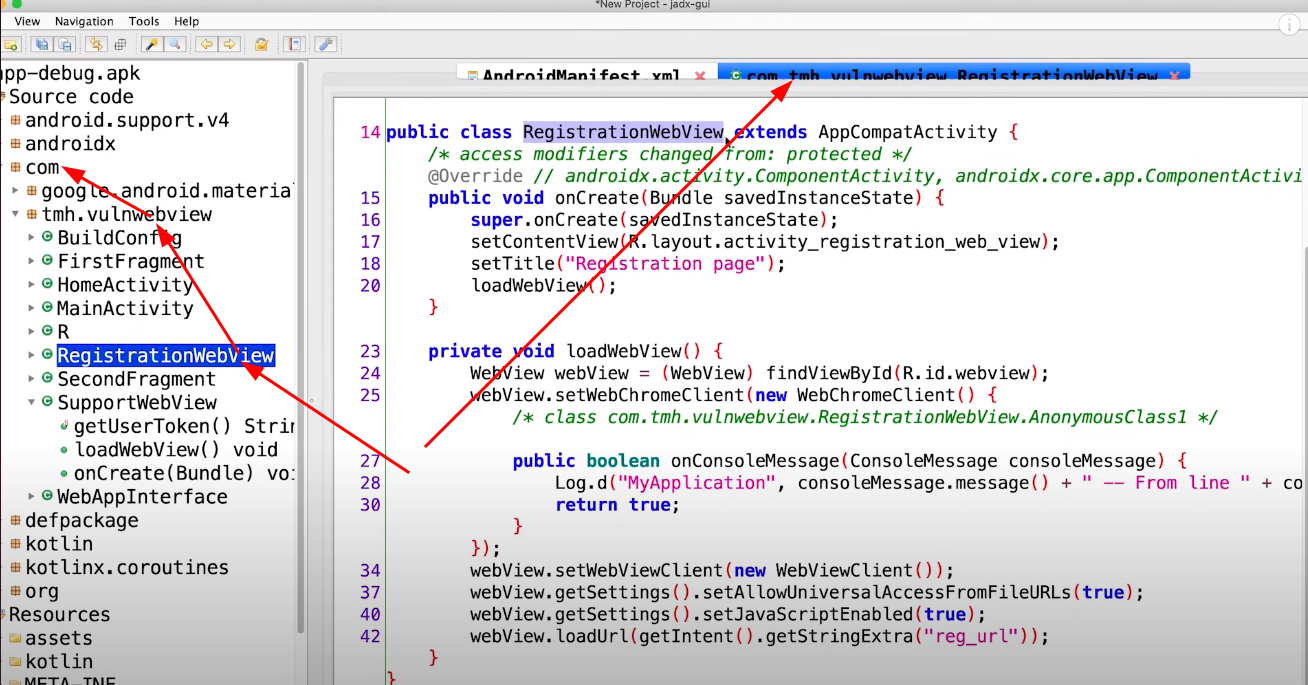 *New Project - jadx-gui
View Navigation Tools Help
app-debug.apk
Source code
android.support.v4
androidx
com
google.android.material
tmh.vulnwebview
BuildConfig
FirstFragment
HomeActivity
MainActivity
R
RegistrationWebView
SecondFragment
SupportWebView
getUserToken() Strin
loadWebView() void
onCreate(Bundle) voi
WebAppInterface
defpackage
kotlin
kotlinx.coroutines
org
Resources
assets
kotlin
META-INF
AndroidManifest.xml com.tmh.vulnwebview.RegistrationWebView
14 public class RegistrationWebView extends AppCompatActivity {
/* access modifiers changed from: protected */
@Override // androidx.activity.ComponentActivity, androidx.core.app.ComponentActivi
15 public void onCreate(Bundle savedInstanceState) {
16 super.onCreate(savedInstanceState);
17 setContentView(R.layout.activity_registration_web_view);
18 setTitle("Registration page");
20 loadWebView();
}
23 private void loadWebView() {
24 WebView webView = (WebView) findViewById(R.id.webview);
25 webView.setWebChromeClient(new WebChromeClient() {
/* class com.tmh.vulnwebview.RegistrationWebView.AnonymousClass1 */
27 public boolean onConsoleMessage(ConsoleMessage consoleMessage) {
28 Log.d("MyApplication", consoleMessage.message() + " -- From line " + co
30 return true;
}
});
34 webView.setWebViewClient(new WebViewClient());
37 webView.getSettings().setAllowUniversalAccessFromFileURLs(true);
40 webView.getSettings().setJavaScriptEnabled(true);
42 webView.loadUrl(getIntent().getStringExtra("reg_url"));
}
}